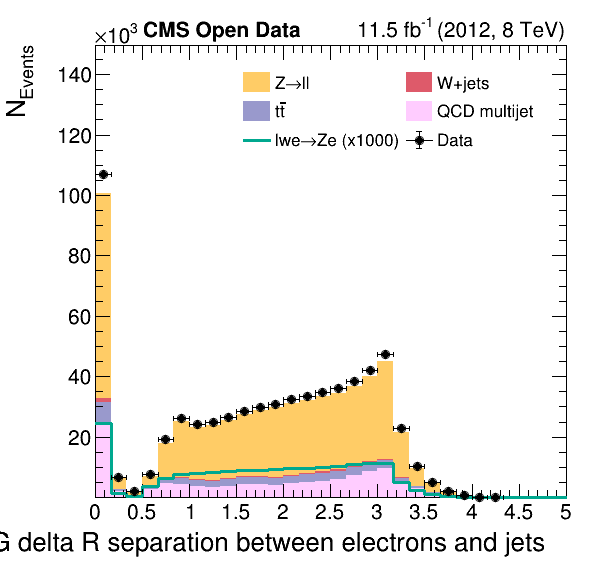 ×10³ CMS Open Data 11.5 fb⁻¹ (2012, 8 TeV)
N_Events
140
120
100
80
60
40
20
Z→ll
W+jets
tt̄
QCD multijet
lwe→Ze (x1000)
Data
0 0.5 1 1.5 2 2.5 3 3.5 4 4.5 5
G delta R separation between electrons and jets